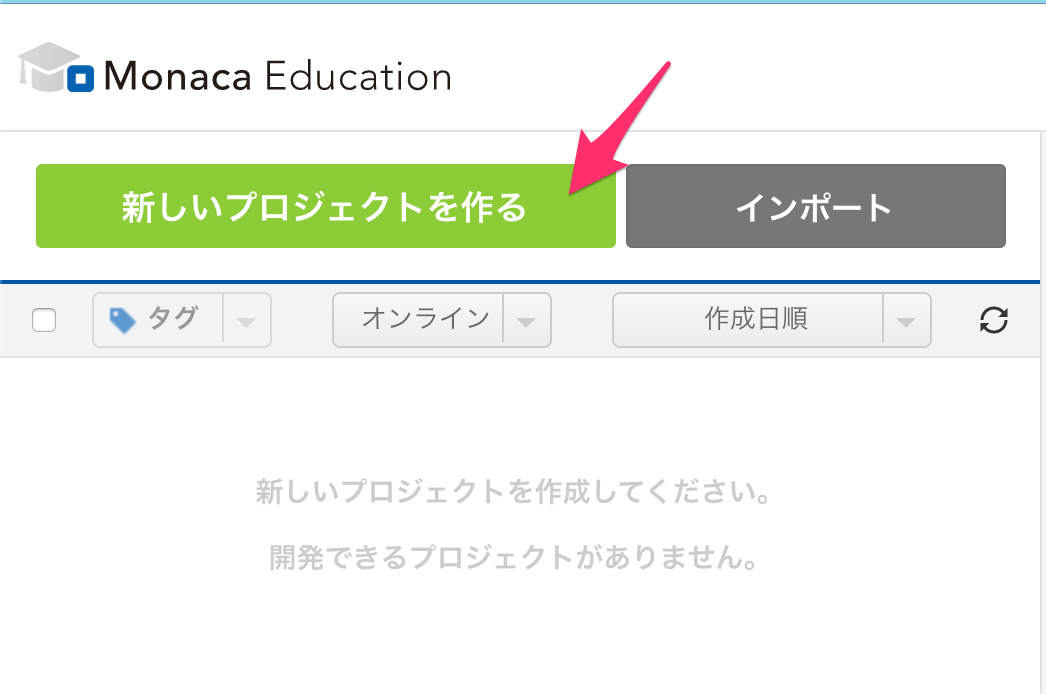 Monaca Education
新しいプロジェクトを作る
インポート
タグ
オンライン
作成日順
新しいプロジェクトを作成してください。
開発できるプロジェクトがありません。